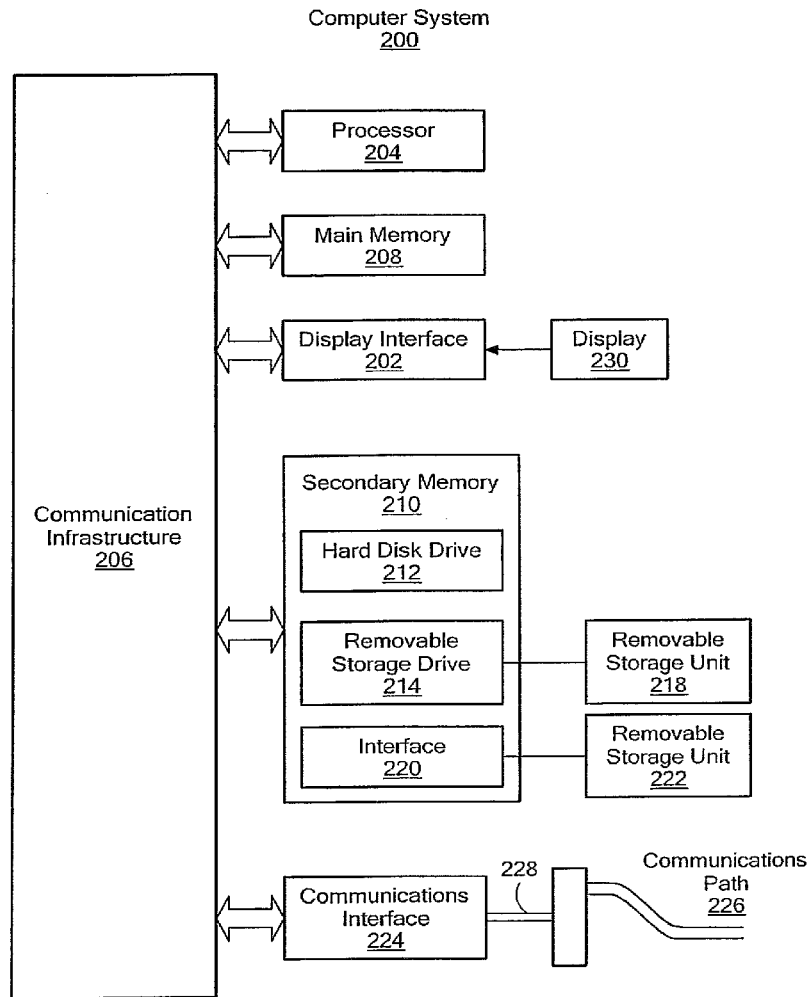 Computer System
200
Processor
204
Main Memory
208
Display Interface
202
Display
230
Communication
Infrastructure
206
Secondary Memory
210
Hard Disk Drive
212
Removable
Storage Drive
214
Removable
Storage Unit
218
Interface
220
Removable
Storage Unit
222
Communications
Interface
224
228
Communications
Path
226